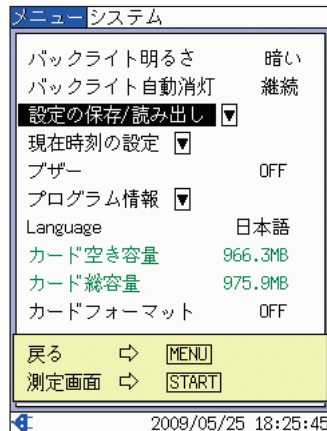 メニュー システム
バックライト明るさ 暗い
バックライト自動消灯 継続
設定の保存/読み出し ▼
現在時刻の設定 ▼
ブザー OFF
プログラム情報 ▼
Language 日本語
カード空き容量 966.3MB
カード総容量 975.9MB
カードフォーマット OFF
戻る ⇨ MENU
測定画面 ⇨ START
2009/05/25 18:25:45